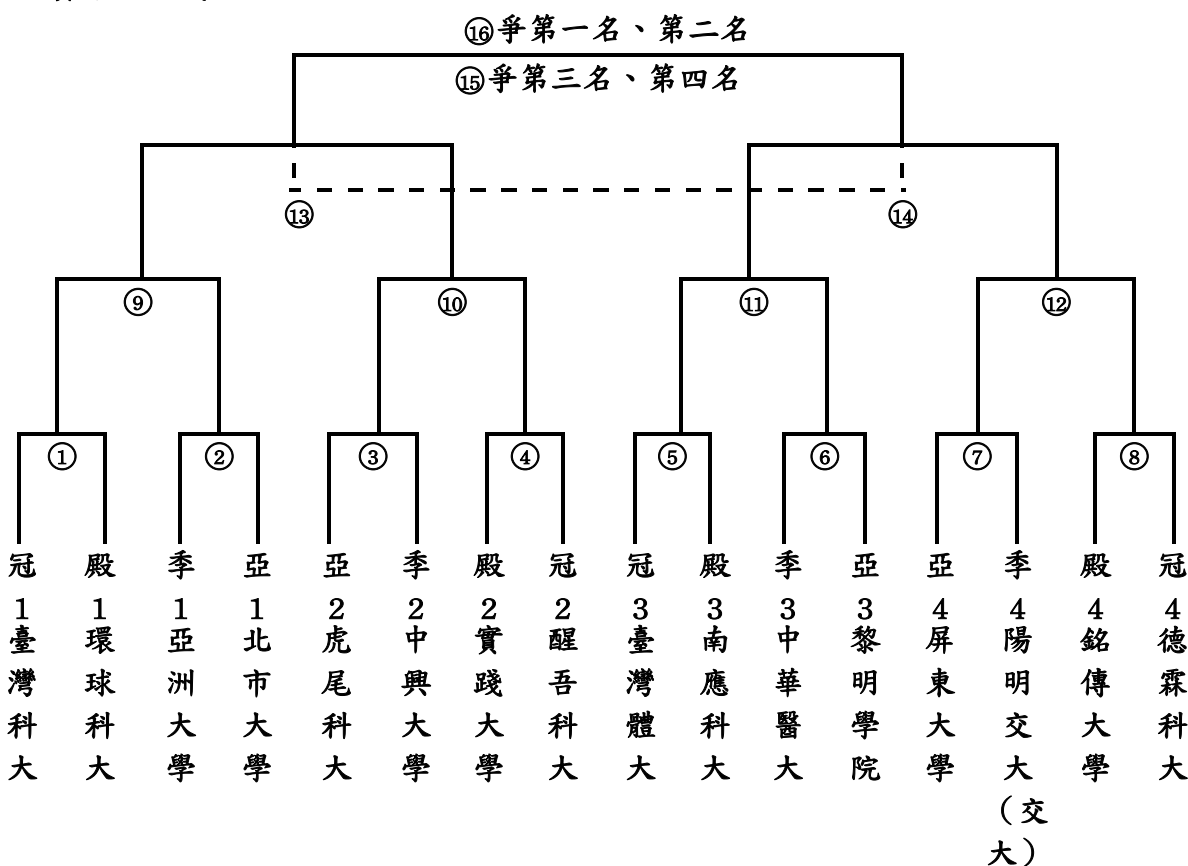 ⑯爭第一名、第二名
⑮爭第三名、第四名
⑬
⑭
⑨
⑩
⑪
⑫
①
②
③
④
⑤
⑥
⑦
⑧
冠1臺灣科大
殿1環球科大
季1亞洲大學
亞1北市大學
亞2虎尾科大
季2中興大學
殿2實踐大學
冠2醒吾科大
冠3臺灣體大
殿3南應科大
季3中華醫大
亞3黎明學院
亞4屏東大學
季4陽明交大(交大)
殿4銘傳大學
冠4德霖科大